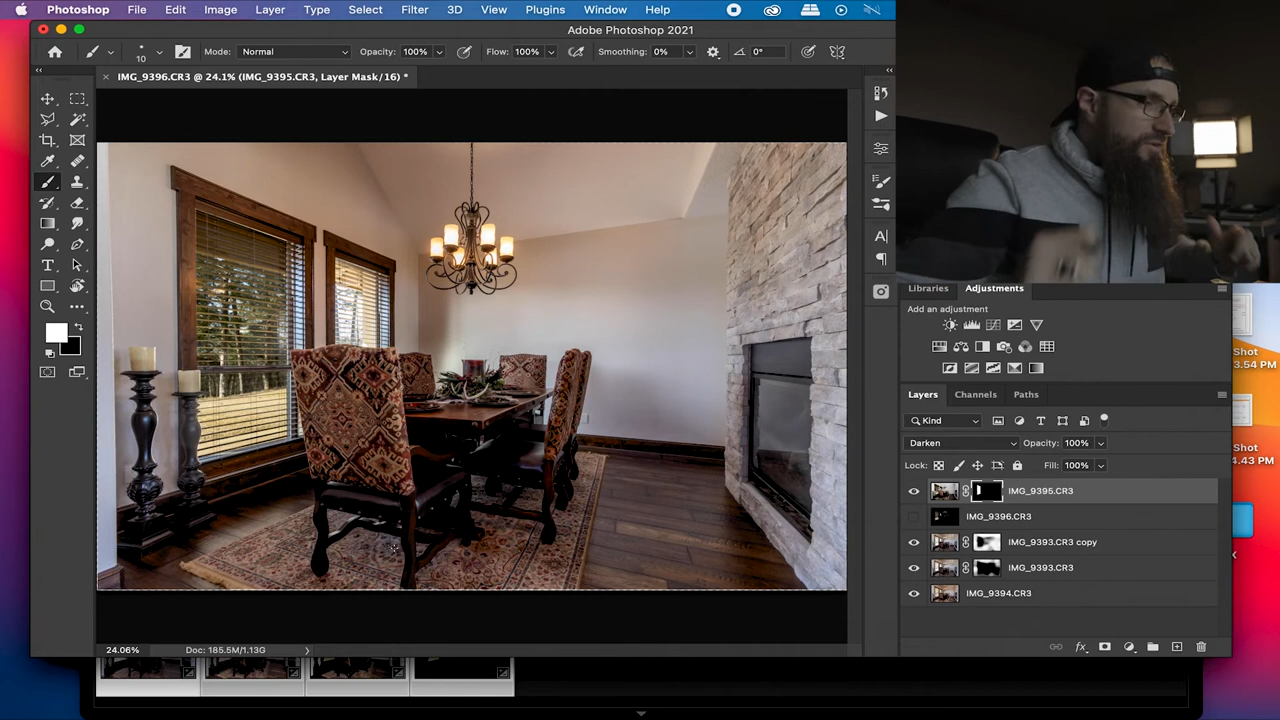 Photoshop File Edit Image Layer Type Select Filter 3D View Plugins Window Help
Adobe Photoshop 2021
10 Mode: Normal Opacity: 100% Flow: 100% Smoothing: 0% 0°
IMG_9396.CR3 @ 24.1% (IMG_9395.CR3, Layer Mask/16) *
Libraries Adjustments
Add an adjustment
Shot
3.54 PM
Layers Channels Paths
Kind
Shot
4.43 PM
Darken Opacity: 100%
Lock: Fill: 100%
IMG_9395.CR3
IMG_9396.CR3
IMG_9393.CR3 copy
IMG_9393.CR3
IMG_9394.CR3
24.06% Doc: 185.5M/1.13G